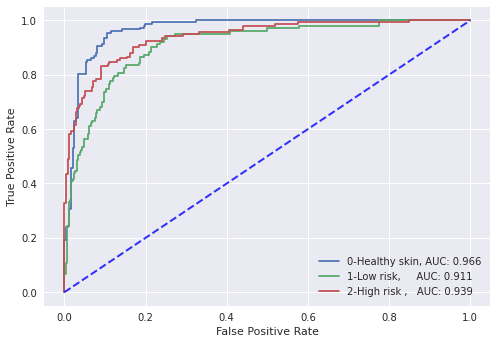 1.0
0.8
0.6
0.4
0.2
0.0
True Positive Rate
0-Healthy skin, AUC: 0.966
1-Low risk,     AUC: 0.911
2-High risk ,   AUC: 0.939
0.0 0.2 0.4 0.6 0.8 1.0
False Positive Rate